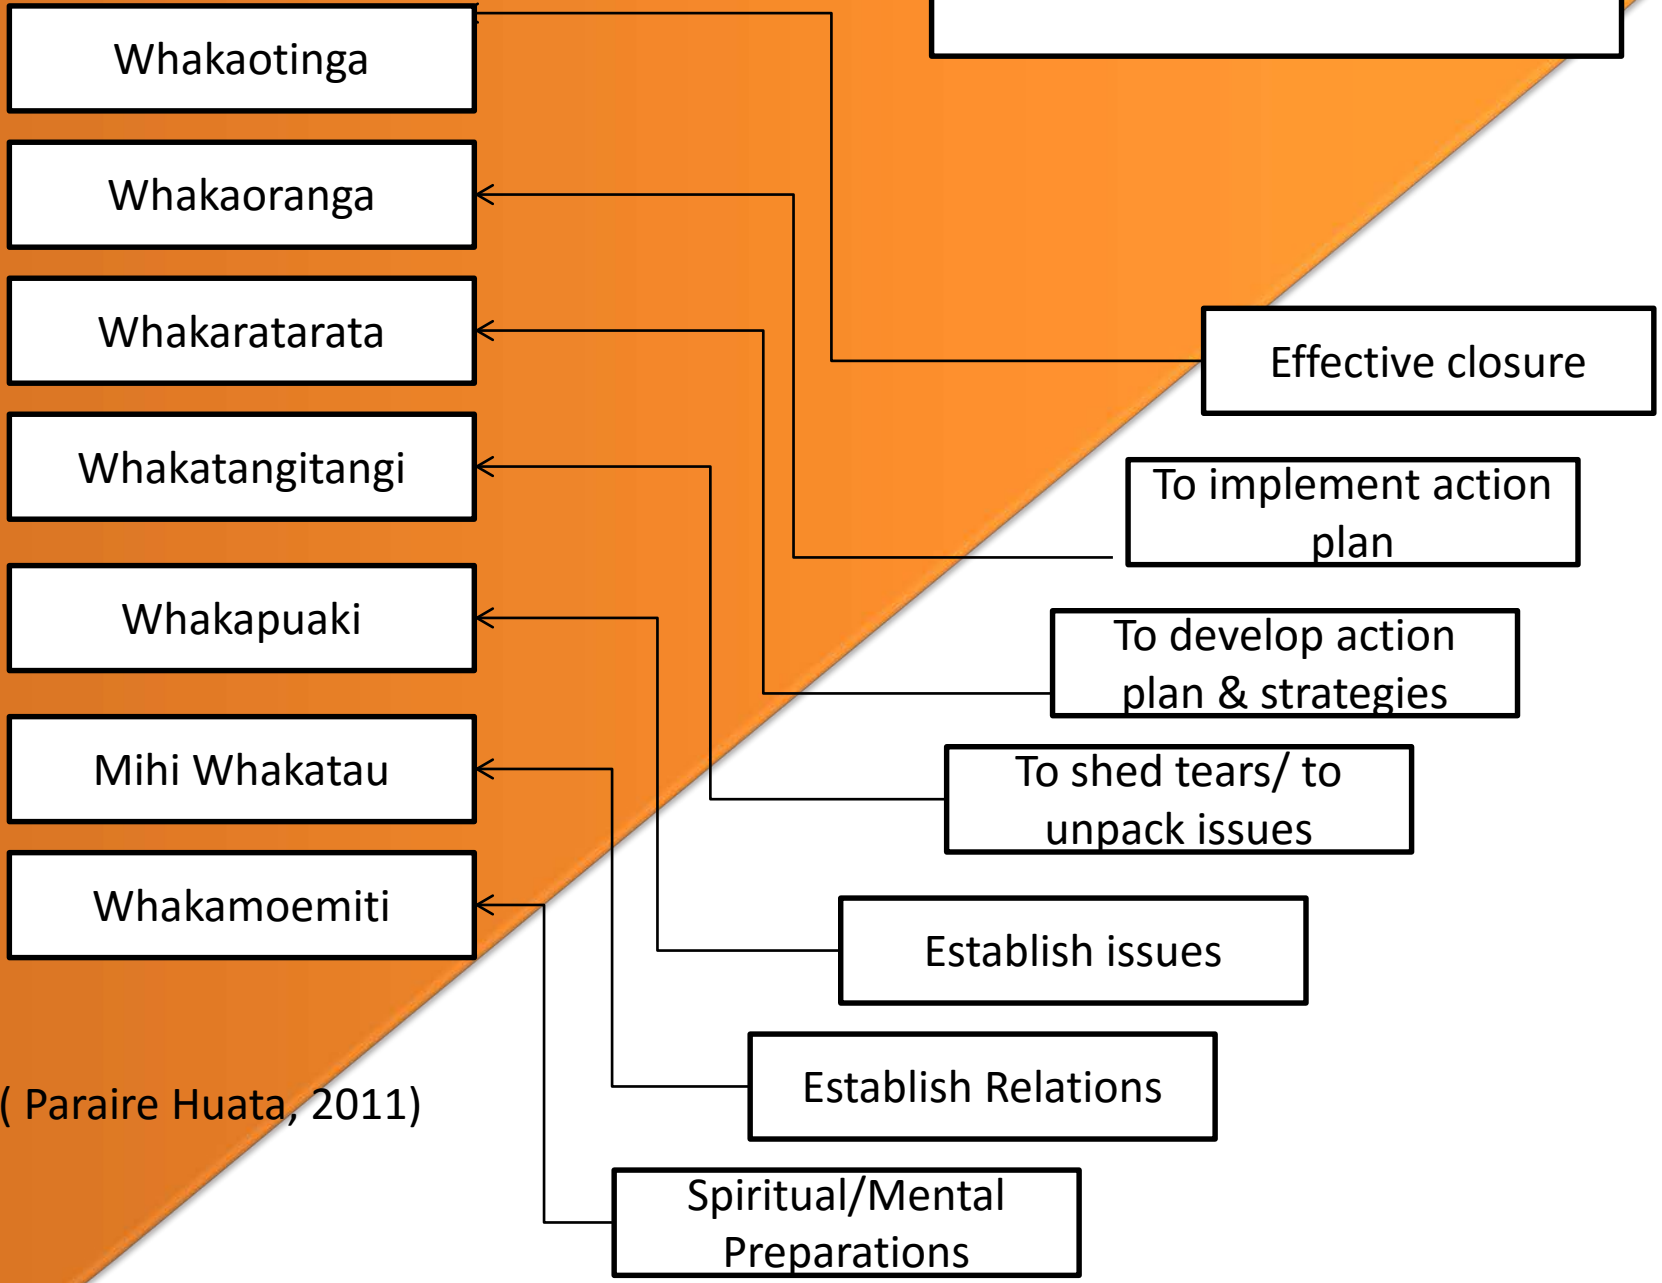 Whakaotinga
Whakaoranga
Whakaratarata
Whakatangitangi
Whakapuaki
Mihi Whakatau
Whakamoemiti
Effective closure
To implement action
plan
To develop action
plan & strategies
To shed tears/ to
unpack issues
Establish issues
Establish Relations
Spiritual/Mental
Preparations
( Paraire Huata, 2011)